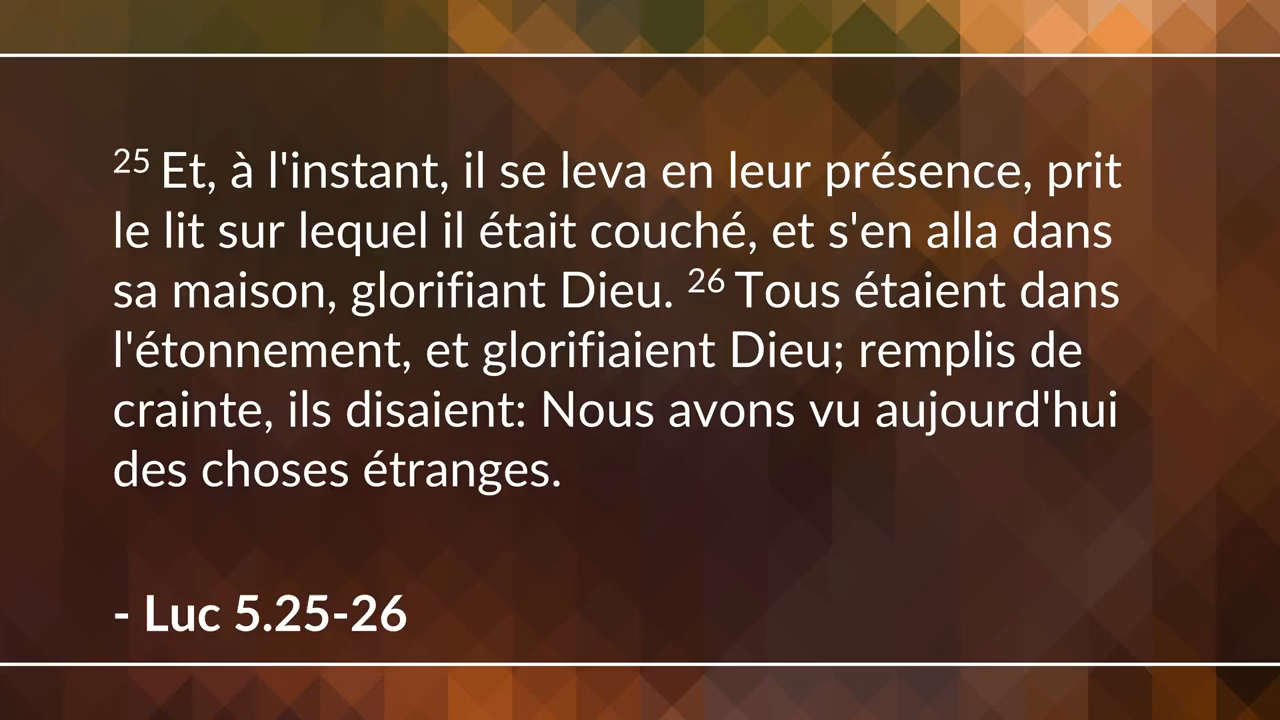 25 Et, à l'instant, il se leva en leur présence, prit
le lit sur lequel il était couché, et s'en alla dans
sa maison, glorifiant Dieu. 26 Tous étaient dans
l'étonnement, et glorifiaient Dieu; remplis de
crainte, ils disaient: Nous avons vu aujourd'hui
des choses étranges.
- Luc 5.25-26